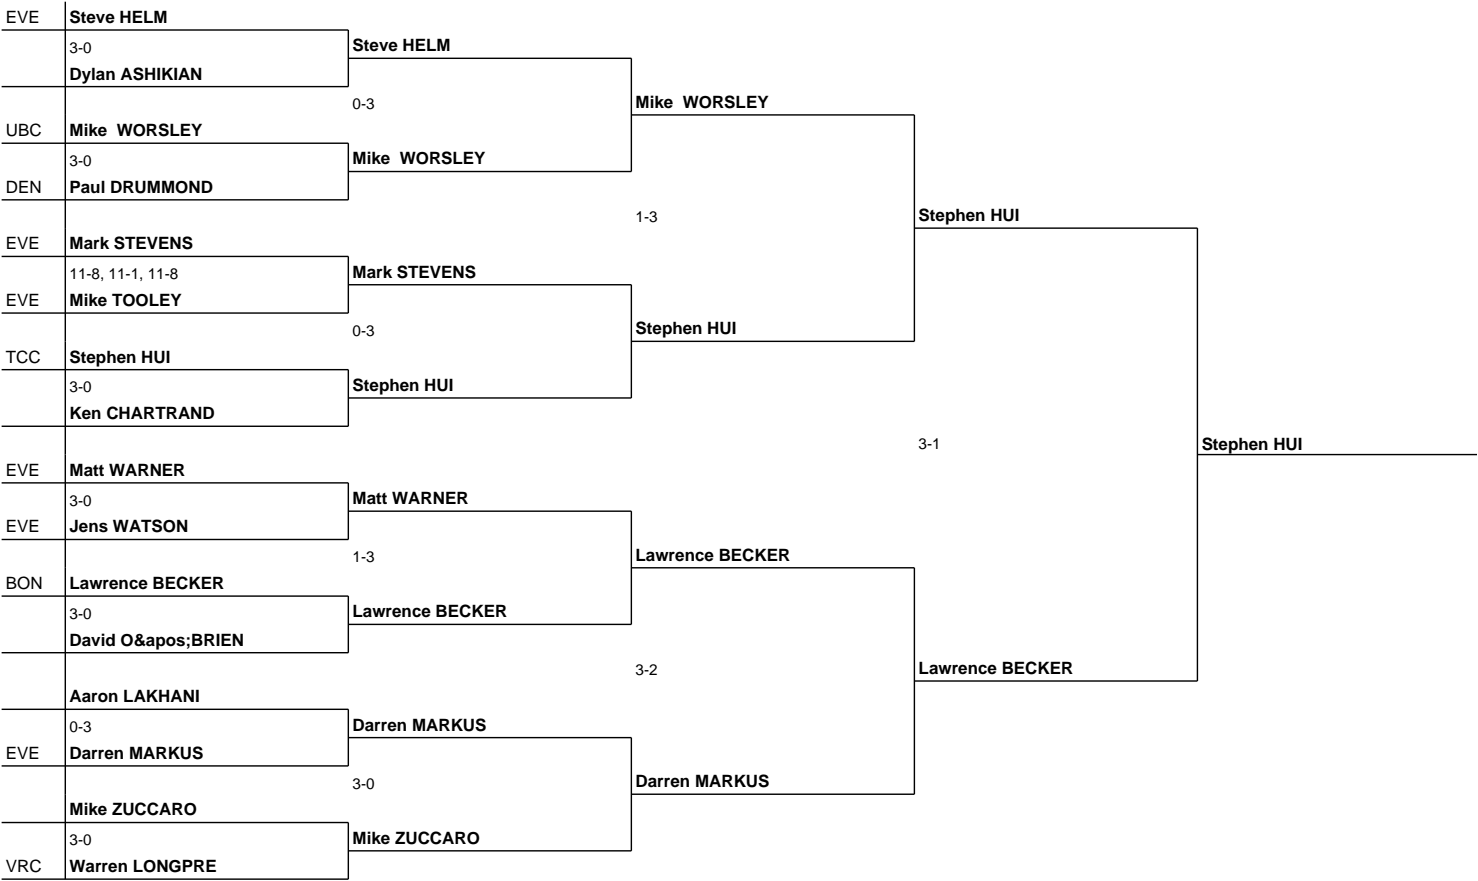 EVE Steve HELM
3-0 Steve HELM
Dylan ASHIKIAN
0-3 Mike  WORSLEY
UBC Mike  WORSLEY
3-0 Mike  WORSLEY
DEN Paul DRUMMOND
1-3 Stephen HUI
EVE Mark STEVENS
11-8, 11-1, 11-8 Mark STEVENS
EVE Mike TOOLEY
0-3 Stephen HUI
TCC Stephen HUI
3-0 Stephen HUI
Ken CHARTRAND
3-1 Stephen HUI
EVE Matt WARNER
3-0 Matt WARNER
EVE Jens WATSON
1-3 Lawrence BECKER
BON Lawrence BECKER
3-0 Lawrence BECKER
David O&apos;BRIEN
3-2 Lawrence BECKER
Aaron LAKHANI
0-3 Darren MARKUS
EVE Darren MARKUS
3-0 Darren MARKUS
Mike ZUCCARO
3-0 Mike ZUCCARO
VRC Warren LONGPRE